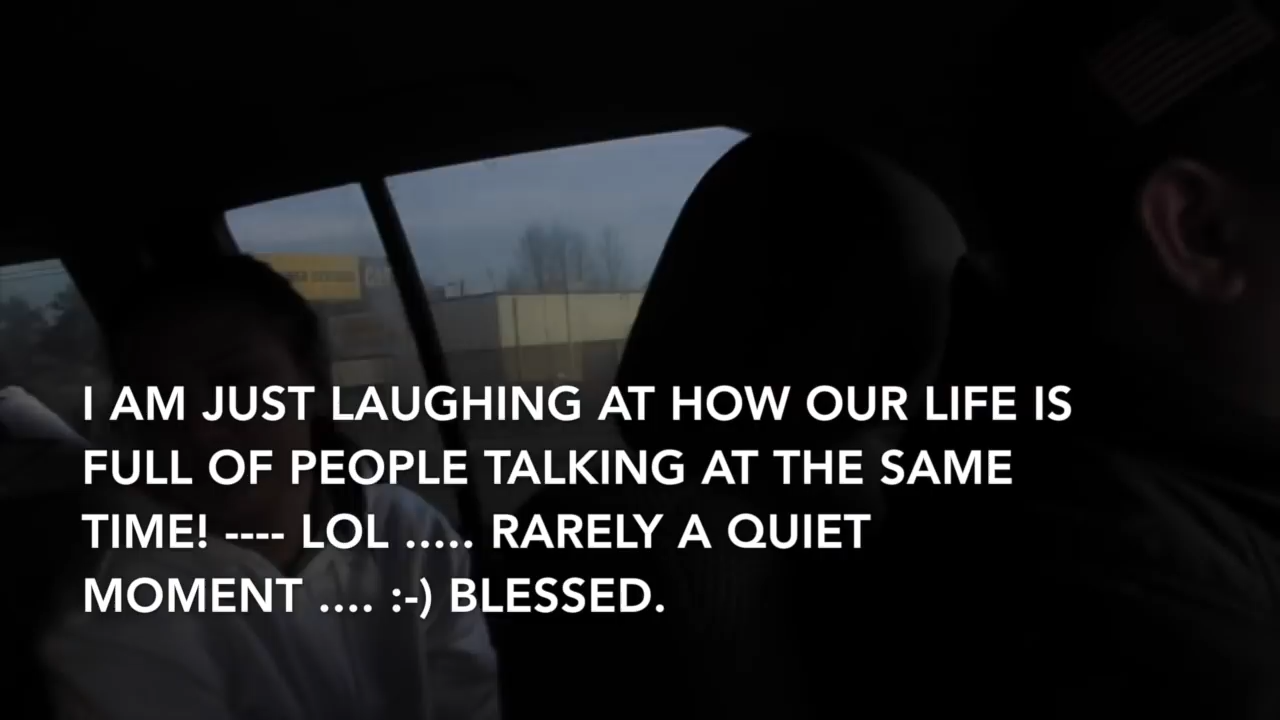 I AM JUST LAUGHING AT HOW OUR LIFE IS
FULL OF PEOPLE TALKING AT THE SAME
TIME! ---- LOL ..... RARELY A QUIET
MOMENT .... :-) BLESSED.